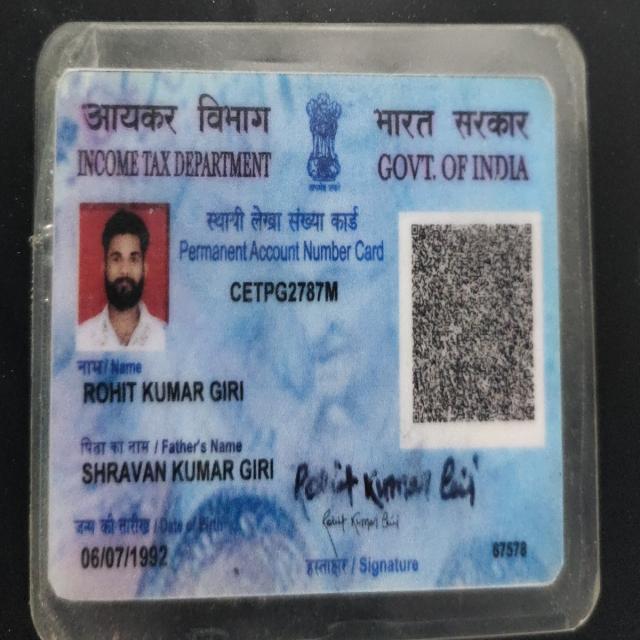 आयकर विभाग
INCOME TAX DEPARTMENT
भारत सरकार
GOVT. OF INDIA
सत्यमेव जयते
स्थायी लेखा संख्या कार्ड
Permanent Account Number Card
CETPG2787M
नाम / Name
ROHIT KUMAR GIRI
पिता का नाम / Father's Name
SHRAVAN KUMAR GIRI
जन्म की तारीख / Date of Birth
06/07/1992
Rohit Kumar Giri
Rohit Kumar Giri
हस्ताक्षर / Signature
67578